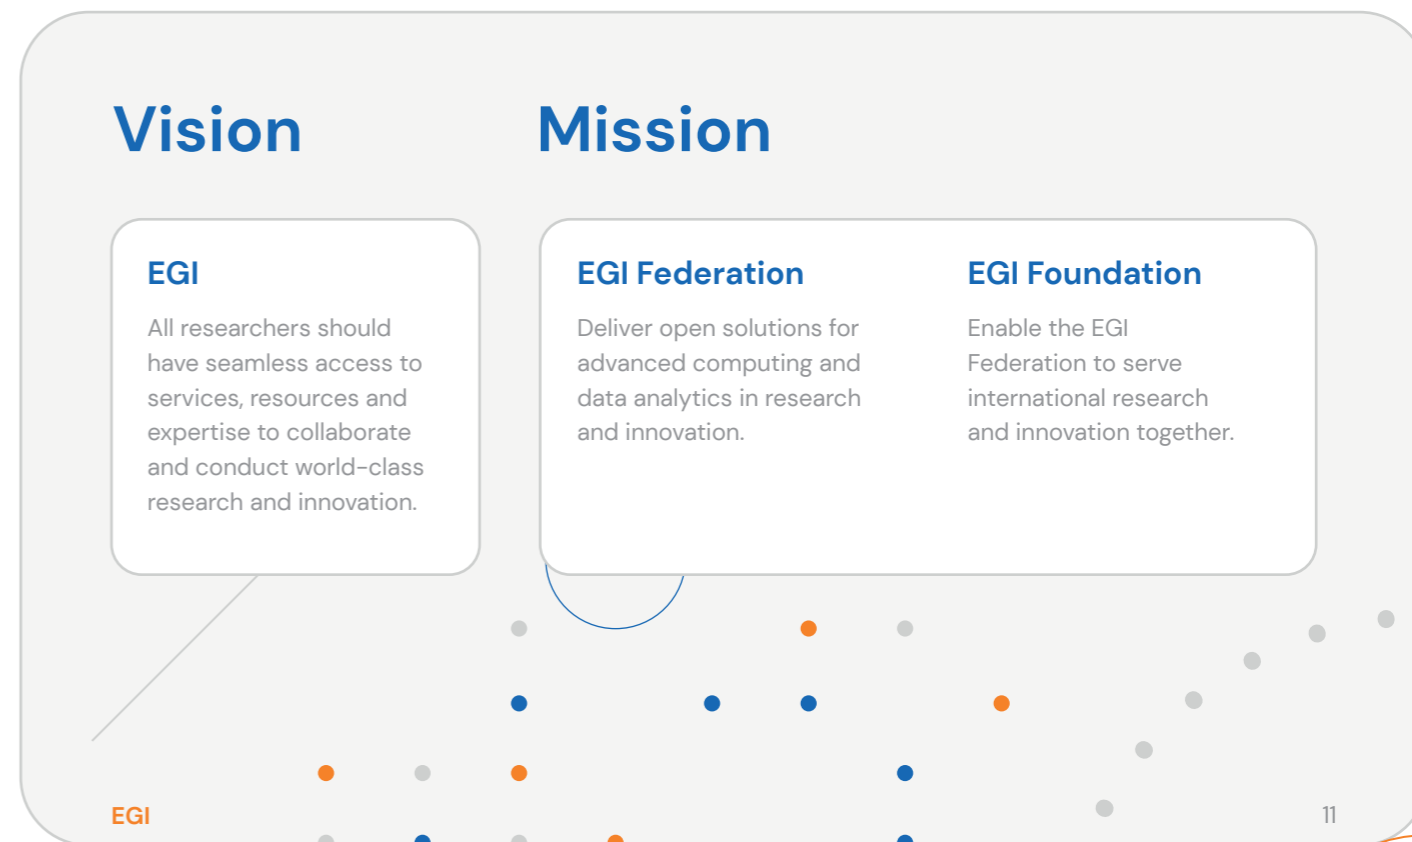 Vision
Mission
EGI
All researchers should
have seamless access to
services, resources and
expertise to collaborate
and conduct world-class
research and innovation.
EGI Federation
Deliver open solutions for
advanced computing and
data analytics in research
and innovation.
EGI Foundation
Enable the EGI
Federation to serve
international research
and innovation together.
EGI
11